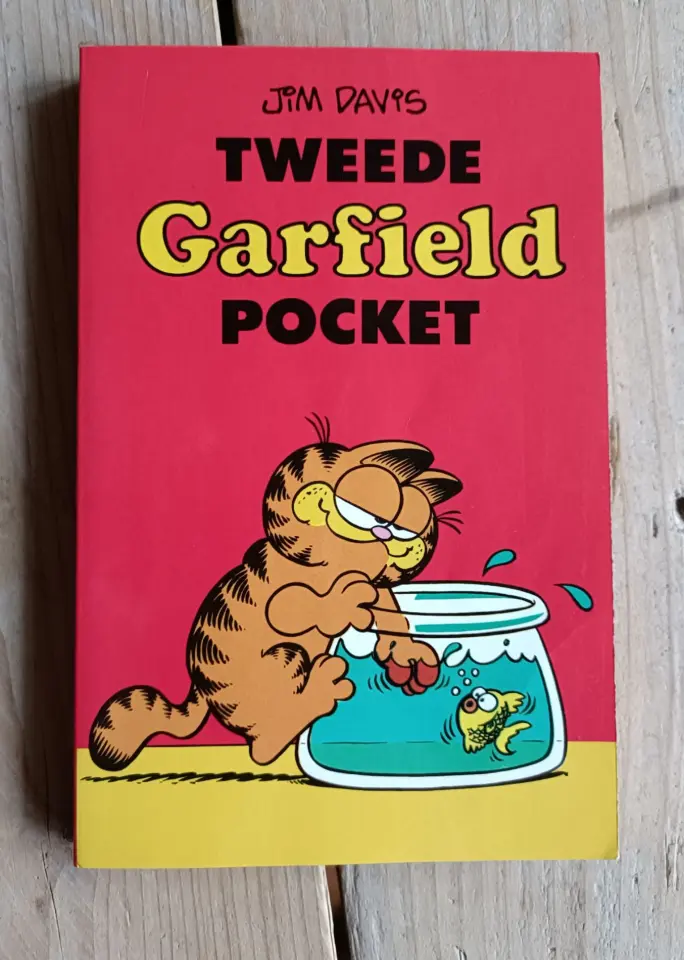 JIM DAVIS
TWEEDE
Garfield
POCKET